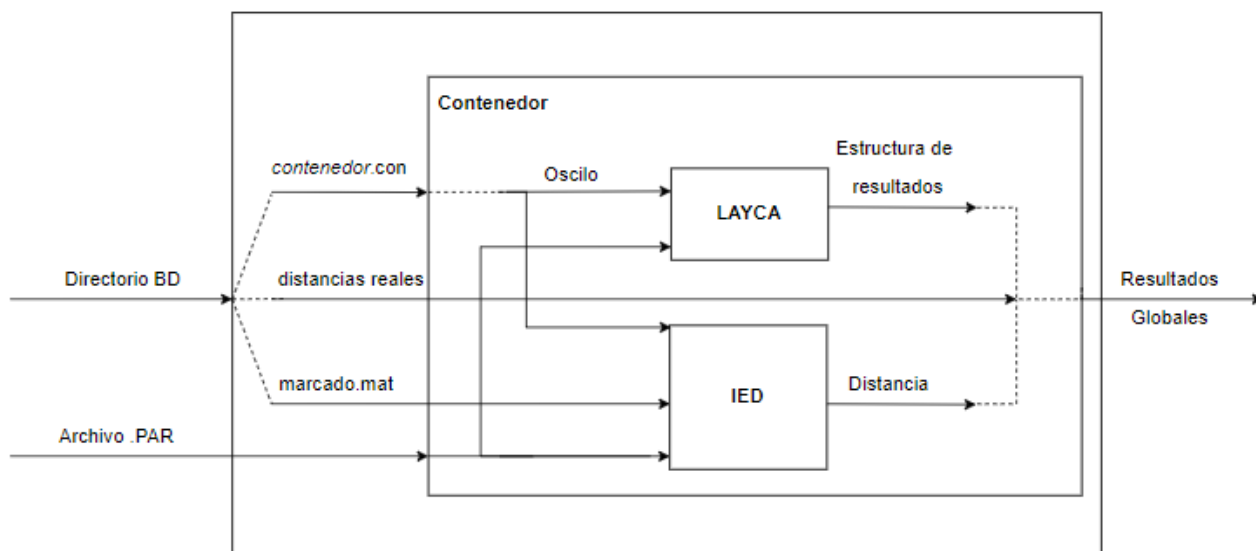 Contenedor
contenedor.con
Oscilo
Estructura de
resultados
LAYCA
Directorio BD
distancias reales
Resultados
Globales
marcado.mat
IED
Distancia
Archivo .PAR